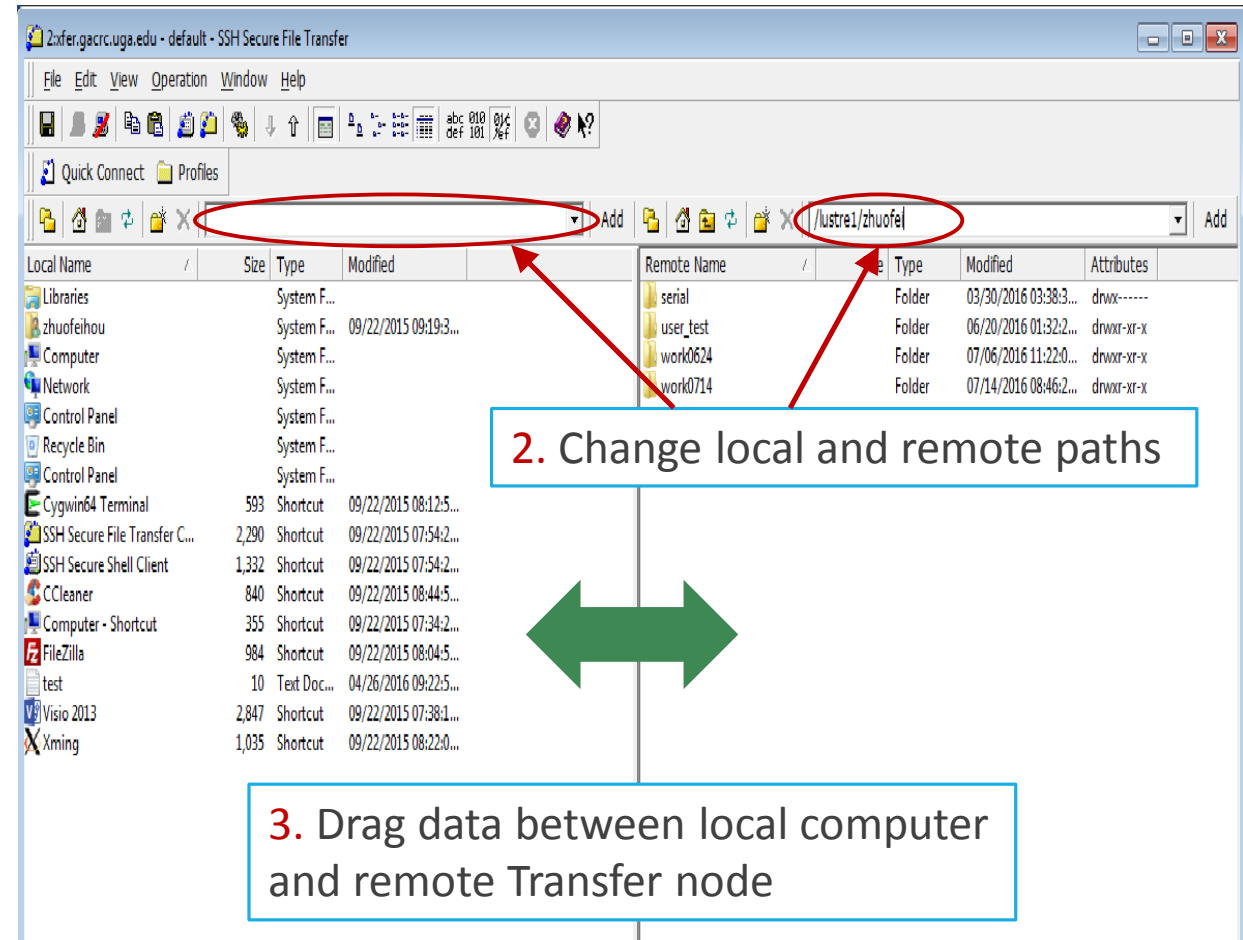 2:xfer.gacrc.uga.edu - default - SSH Secure File Transfer
File Edit View Operation Window Help
abc def 010 101
Quick Connect Profiles
Add /lustre1/zhuofei Add
Local Name / Size Type Modified Remote Name / e Type Modified Attributes
Libraries System F... serial Folder 03/30/2016 03:38:3... drwx------
zhuofeihou System F... 09/22/2015 09:19:3... user_test Folder 06/20/2016 01:32:2... drwxr-xr-x
Computer System F... work0624 Folder 07/06/2016 11:22:0... drwxr-xr-x
Network System F... work0714 Folder 07/14/2016 08:46:2... drwxr-xr-x
Control Panel System F...
Recycle Bin System F...
Control Panel System F...
2. Change local and remote paths
Cygwin64 Terminal 593 Shortcut 09/22/2015 08:12:5...
SSH Secure File Transfer C... 2,290 Shortcut 09/22/2015 07:54:2...
SSH Secure Shell Client 1,332 Shortcut 09/22/2015 07:54:2...
CCleaner 840 Shortcut 09/22/2015 08:44:5...
Computer - Shortcut 355 Shortcut 09/22/2015 07:34:2...
FileZilla 984 Shortcut 09/22/2015 08:04:5...
test 10 Text Doc... 04/26/2016 09:22:5...
Visio 2013 2,847 Shortcut 09/22/2015 07:38:1...
Xming 1,035 Shortcut 09/22/2015 08:22:0...
3. Drag data between local computer
and remote Transfer node